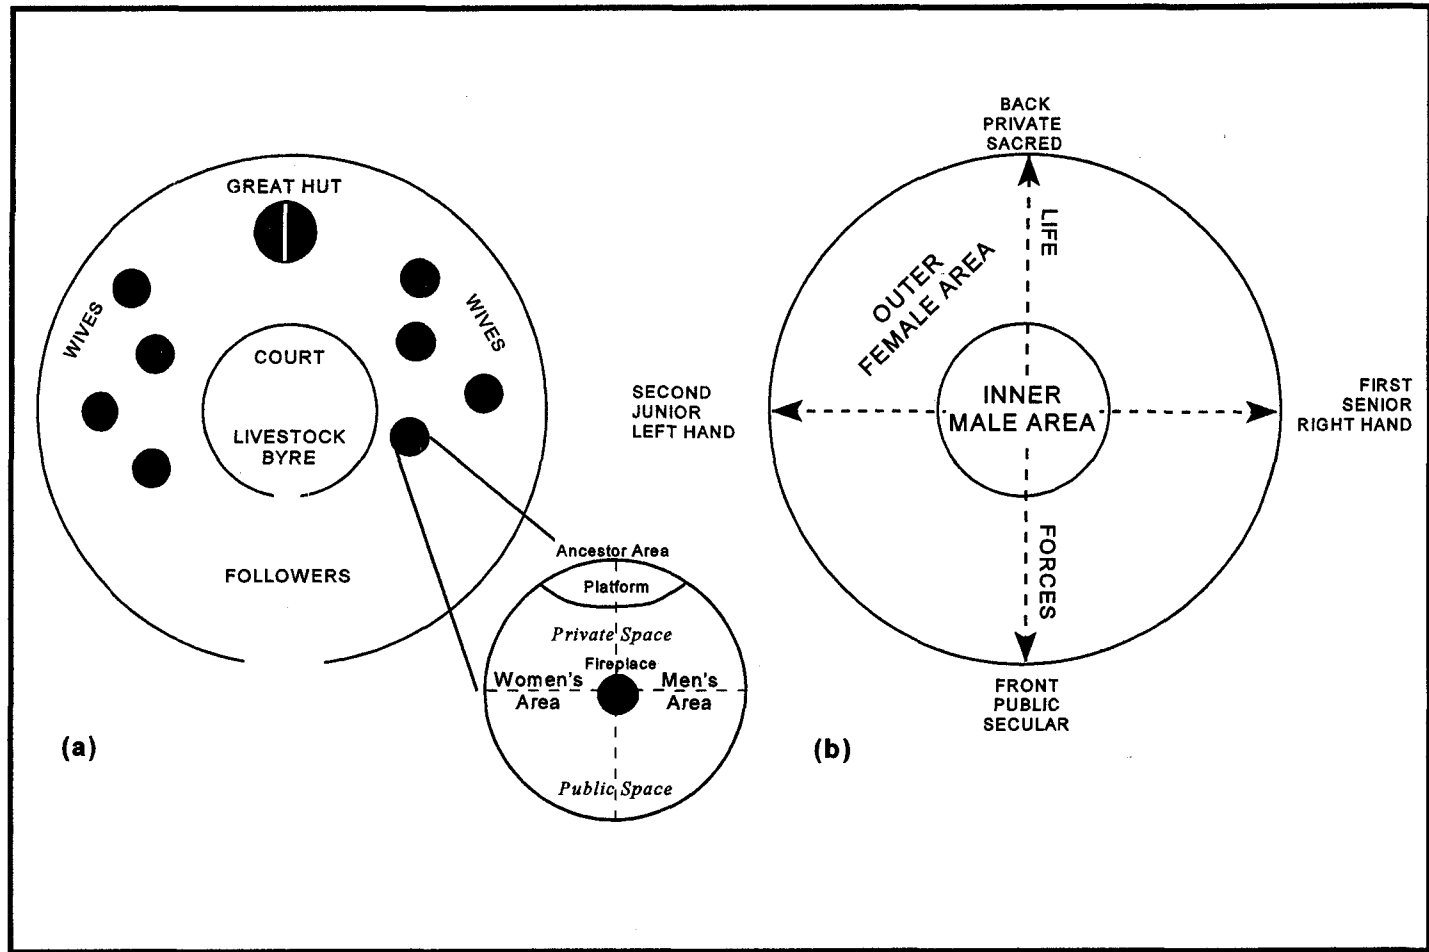 GREAT HUT
WIVES
WIVES
COURT
LIVESTOCK
BYRE
FOLLOWERS
Ancestor Area
Platform
Private Space
Fireplace
Women's
Area
Men's
Area
Public Space
(a)
BACK
PRIVATE
SACRED
LIFE
OUTER
FEMALE AREA
SECOND
JUNIOR
LEFT HAND
INNER
MALE AREA
FIRST
SENIOR
RIGHT HAND
FORCES
FRONT
PUBLIC
SECULAR
(b)